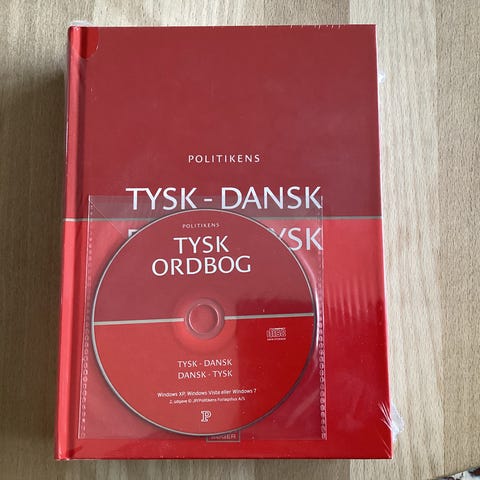 POLITIKENS
TYSK - DANSK
YSK
POLITIKENS
TYSK
ORDBOG
TYSK - DANSK
DANSK - TYSK
Windows XP, Windows Vista eller Windows 7
2. udgave © JP/Politikens Forlagshus A/S
P